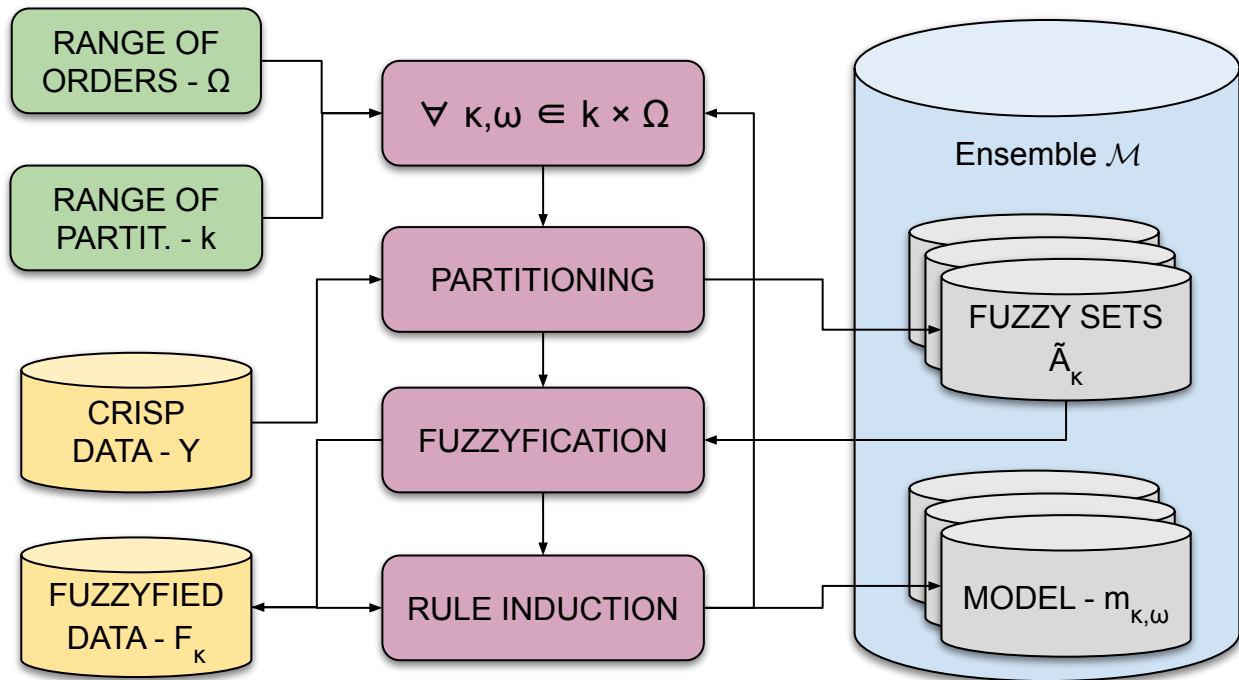 RANGE OF
ORDERS - Ω
RANGE OF
PARTIT. - k
CRISP
DATA - Y
FUZZYFIED
DATA - F_κ
∀ κ,ω ∈ k × Ω
PARTITIONING
FUZZYFICATION
RULE INDUCTION
Ensemble ℳ
FUZZY SETS
Ã_κ
MODEL - m_κ,ω